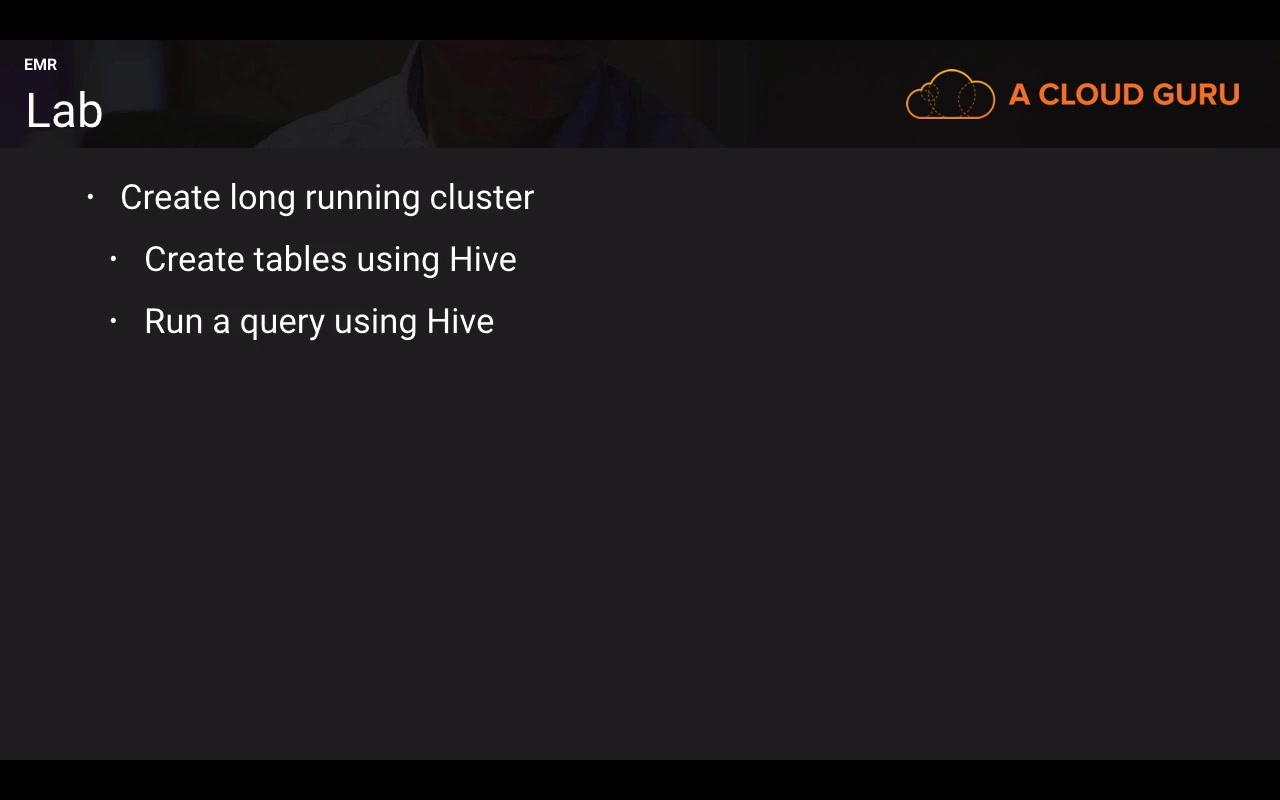 EMR
Lab
A CLOUD GURU
· Create long running cluster
· Create tables using Hive
· Run a query using Hive